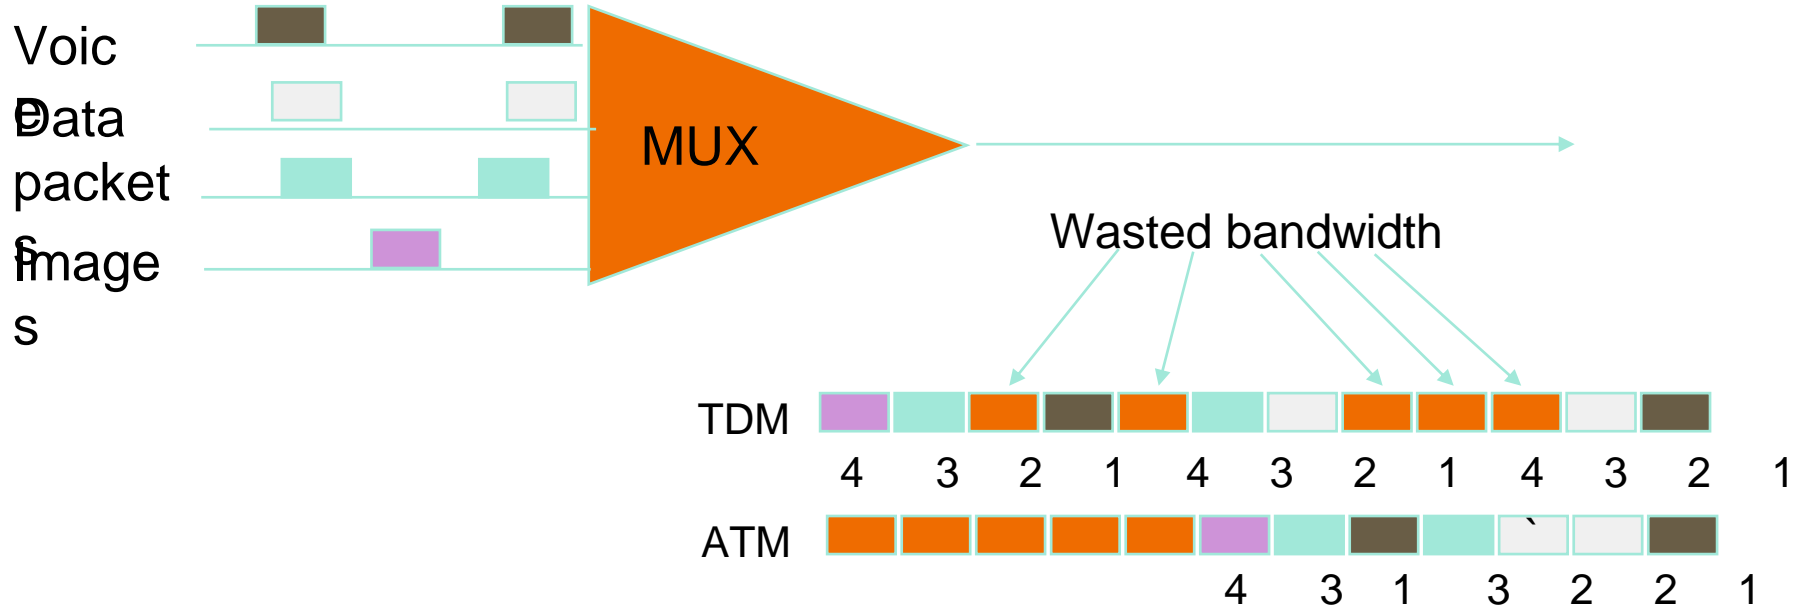 Voic
e
Data
packet
s
Image
s
MUX
Wasted bandwidth
TDM
4 3 2 1 4 3 2 1 4 3 2 1
ATM
`
4 3 1 3 2 2 1